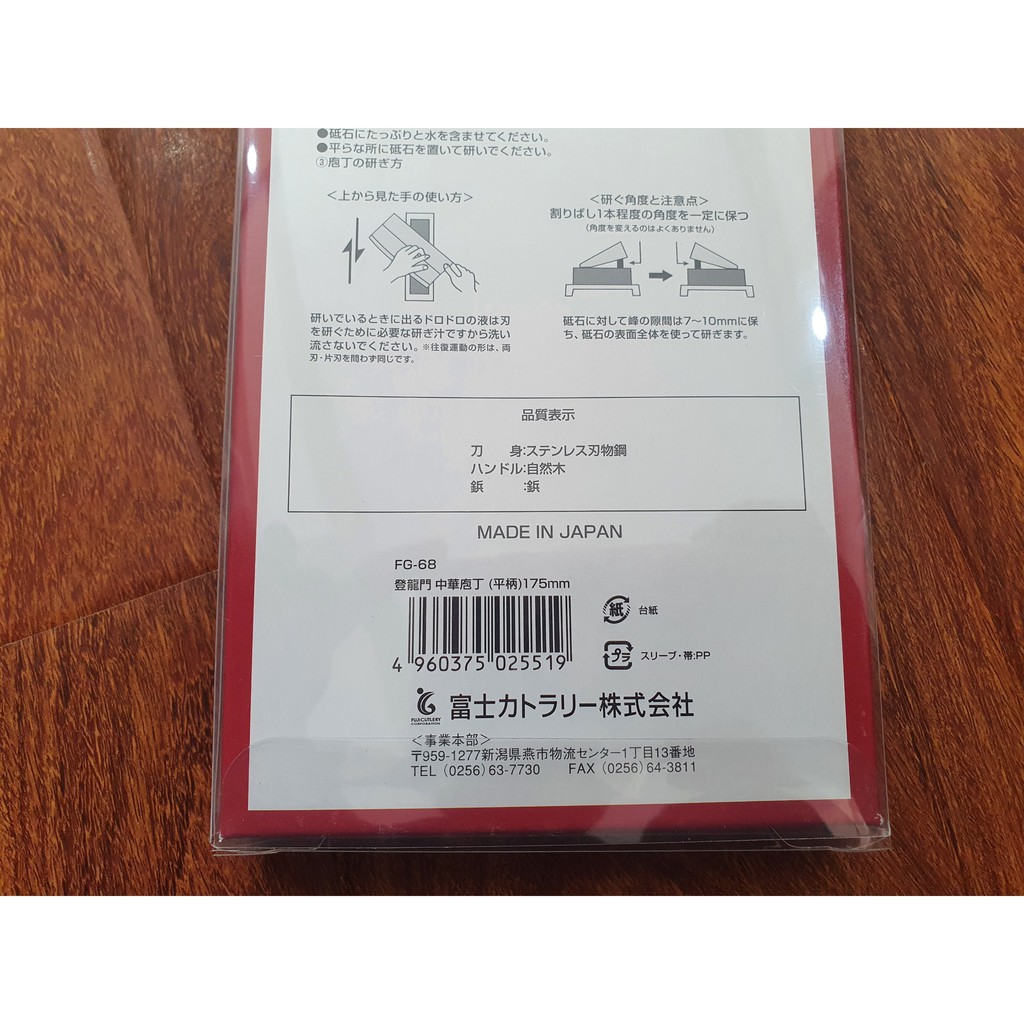 ●砥石にたっぷりと水を含ませてください。
●平らな所に砥石を置いて研いでください。
③庖丁の研ぎ方
＜上から見た手の使い方＞
研いでいるときに出るドロドロの液は刃
を研ぐために必要な研ぎ汁ですから洗い
流さないでください。※往復運動の形は、両
刃・片刃を問わず同じです。
＜研ぐ角度と注意点＞
割りばし1本程度の角度を一定に保つ
（角度を変えるのはよくありません）
砥石に対して峰の隙間は7〜10mmに保
ち、砥石の表面全体を使って研ぎます。
品質表示
刀　　身:ステンレス刃物鋼
ハンドル:自然木
鋲　　　:鋲
MADE IN JAPAN
FG-68
登龍門 中華庖丁 (平柄)175mm
4 960375 025519
紙 台紙
プラ スリーブ・帯:PP
FUJI CUTLERY
CORPORATION
富士カトラリー株式会社
＜事業本部＞
〒959-1277新潟県燕市物流センター1丁目13番地
TEL (0256) 63-7730　FAX (0256) 64-3811